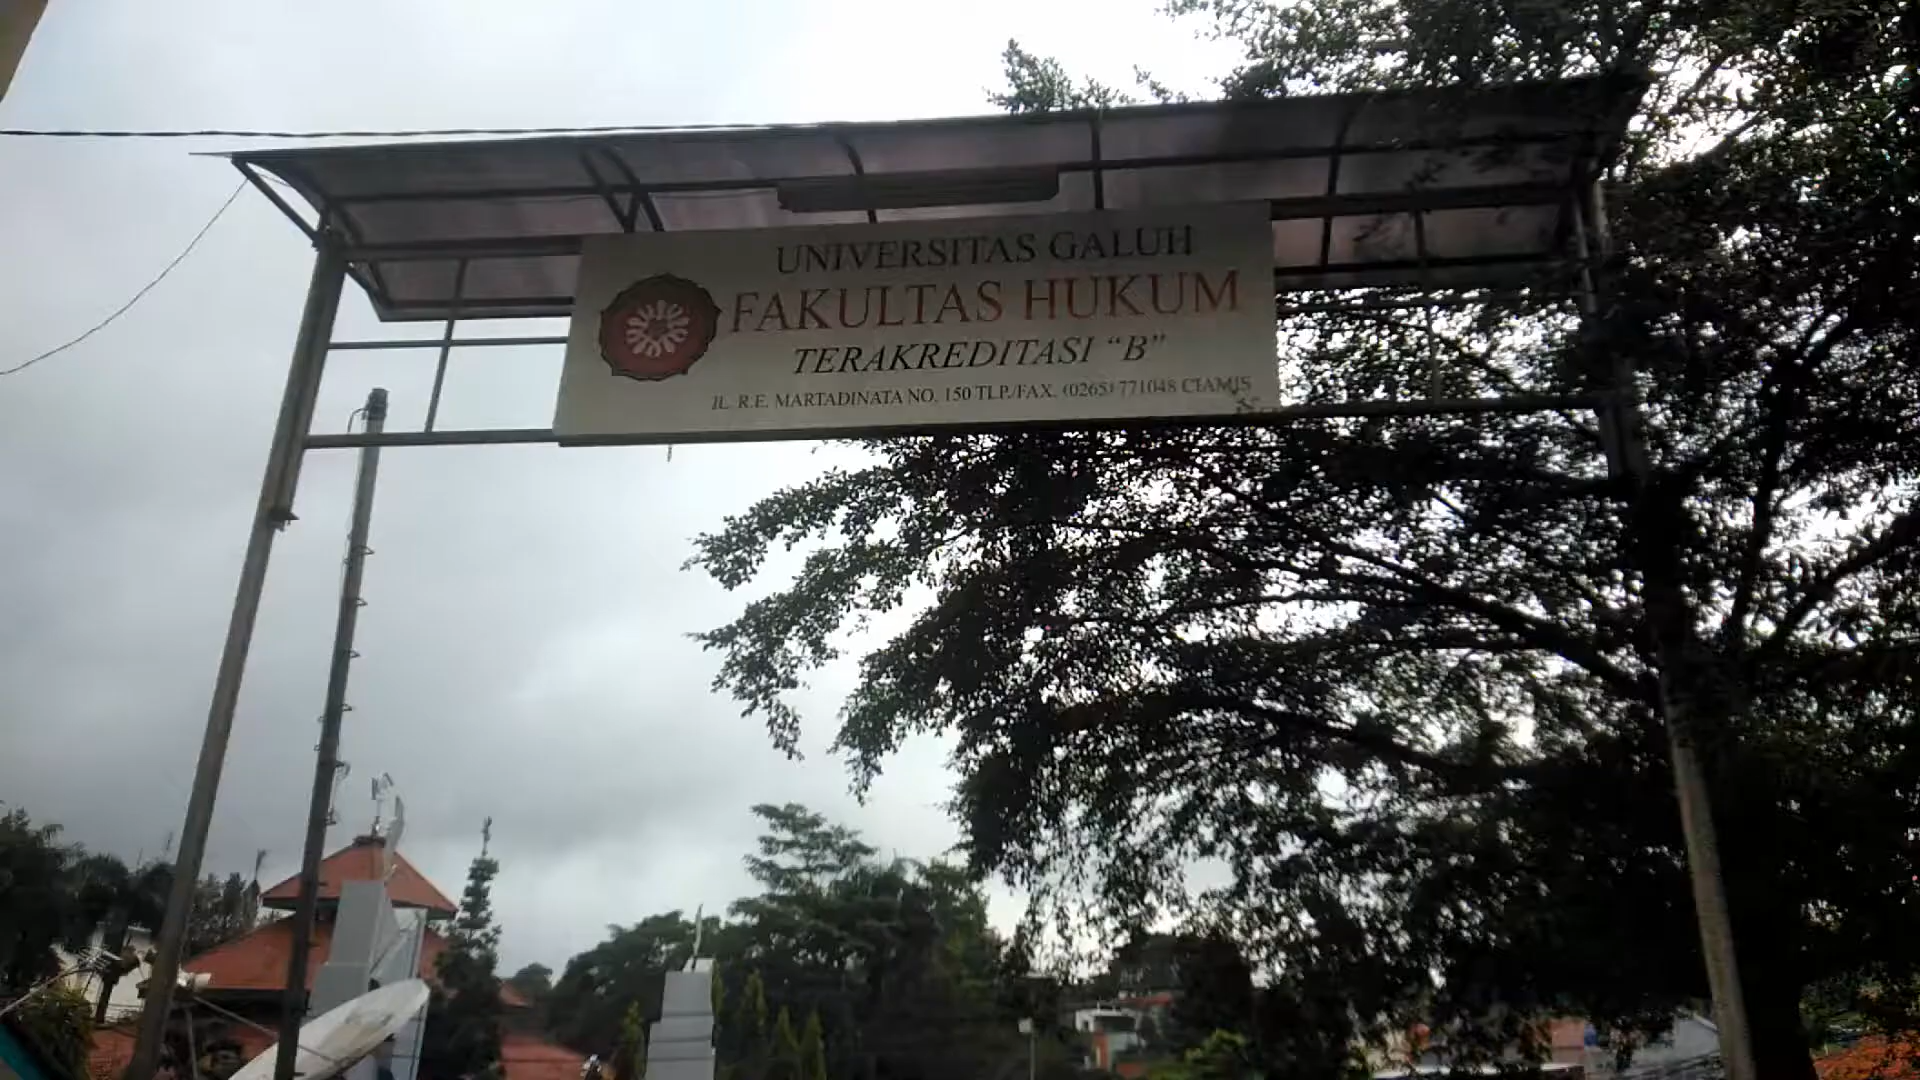 UNIVERSITAS GALUH
FAKULTAS HUKUM
TERAKREDITASI "B"
JL. R.E. MARTADINATA NO. 150 TLP./FAX. (0265) 771048 CIAMIS